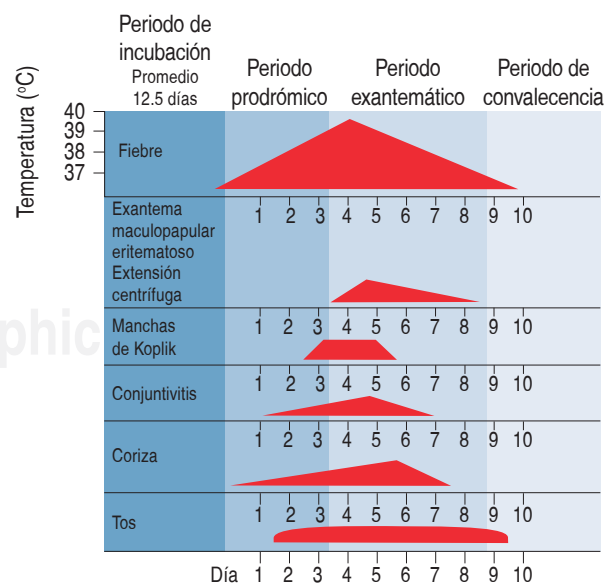 Periodo de
incubación
Promedio
12.5 días
Periodo
prodrómico
Periodo
exantemático
Periodo de
convalecencia
Temperatura (°C)
40
39
38
37
Fiebre
1 2 3 4 5 6 7 8 9 10
Exantema
maculopapular
eritematoso
Extensión
centrífuga
1 2 3 4 5 6 7 8 9 10
Manchas
de Koplik
1 2 3 4 5 6 7 8 9 10
Conjuntivitis
1 2 3 4 5 6 7 8 9 10
Coriza
1 2 3 4 5 6 7 8 9 10
Tos
Día 1 2 3 4 5 6 7 8 9 10
phic